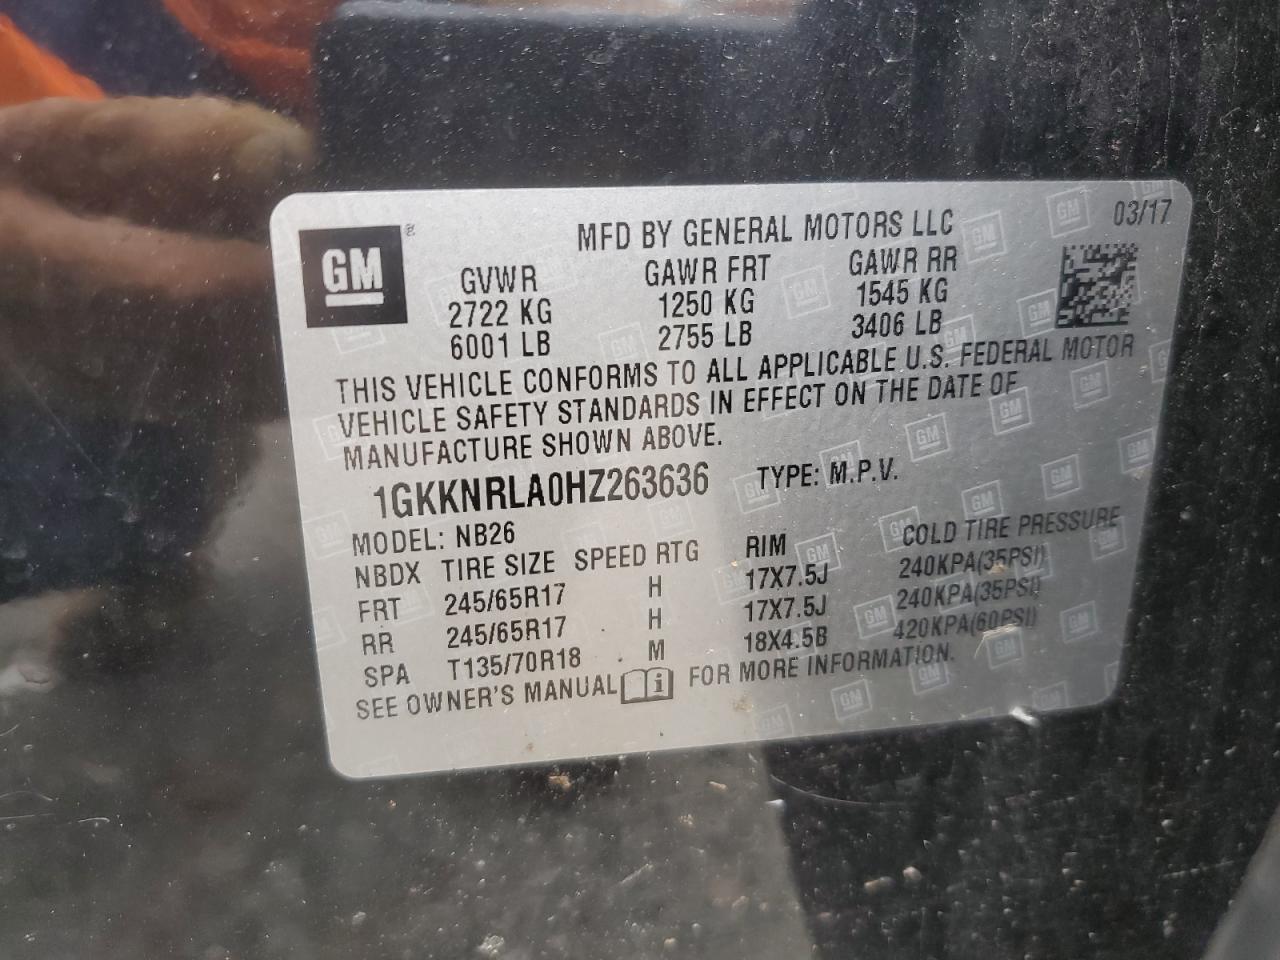 GM
MFD BY GENERAL MOTORS LLC
03/17
GVWR GAWR FRT GAWR RR
2722 KG 1250 KG 1545 KG
6001 LB 2755 LB 3406 LB
THIS VEHICLE CONFORMS TO ALL APPLICABLE U.S. FEDERAL MOTOR
VEHICLE SAFETY STANDARDS IN EFFECT ON THE DATE OF
MANUFACTURE SHOWN ABOVE.
1GKKNRLA0HZ263636 TYPE: M.P.V.
MODEL: NB26
NBDX TIRE SIZE SPEED RTG RIM COLD TIRE PRESSURE
FRT 245/65R17 H 17X7.5J 240KPA(35PSI)
RR 245/65R17 H 17X7.5J 240KPA(35PSI)
SPA T135/70R18 M 18X4.5B 420KPA(60PSI)
SEE OWNER'S MANUAL FOR MORE INFORMATION.